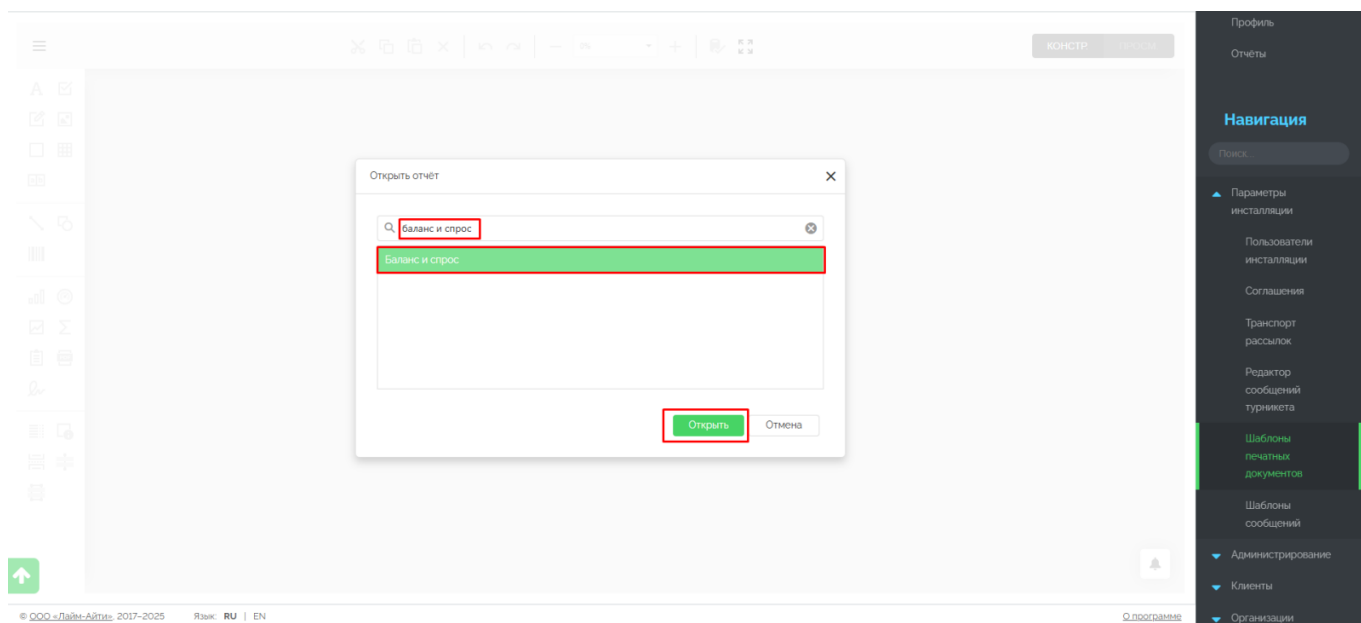 КОНСТР.
Открыть отчёт
баланс и спрос
Баланс и спрос
Открыть
Отмена
© ООО «Лайм-Айти», 2017–2025 Язык: RU | EN
О программе
Профиль
Отчёты
Навигация
Поиск...
Параметры
инсталляции
Пользователи
инсталляции
Соглашения
Транспорт
рассылок
Редактор
сообщений
турникета
Шаблоны
печатных
документов
Шаблоны
сообщений
Администрирование
Клиенты
Организации